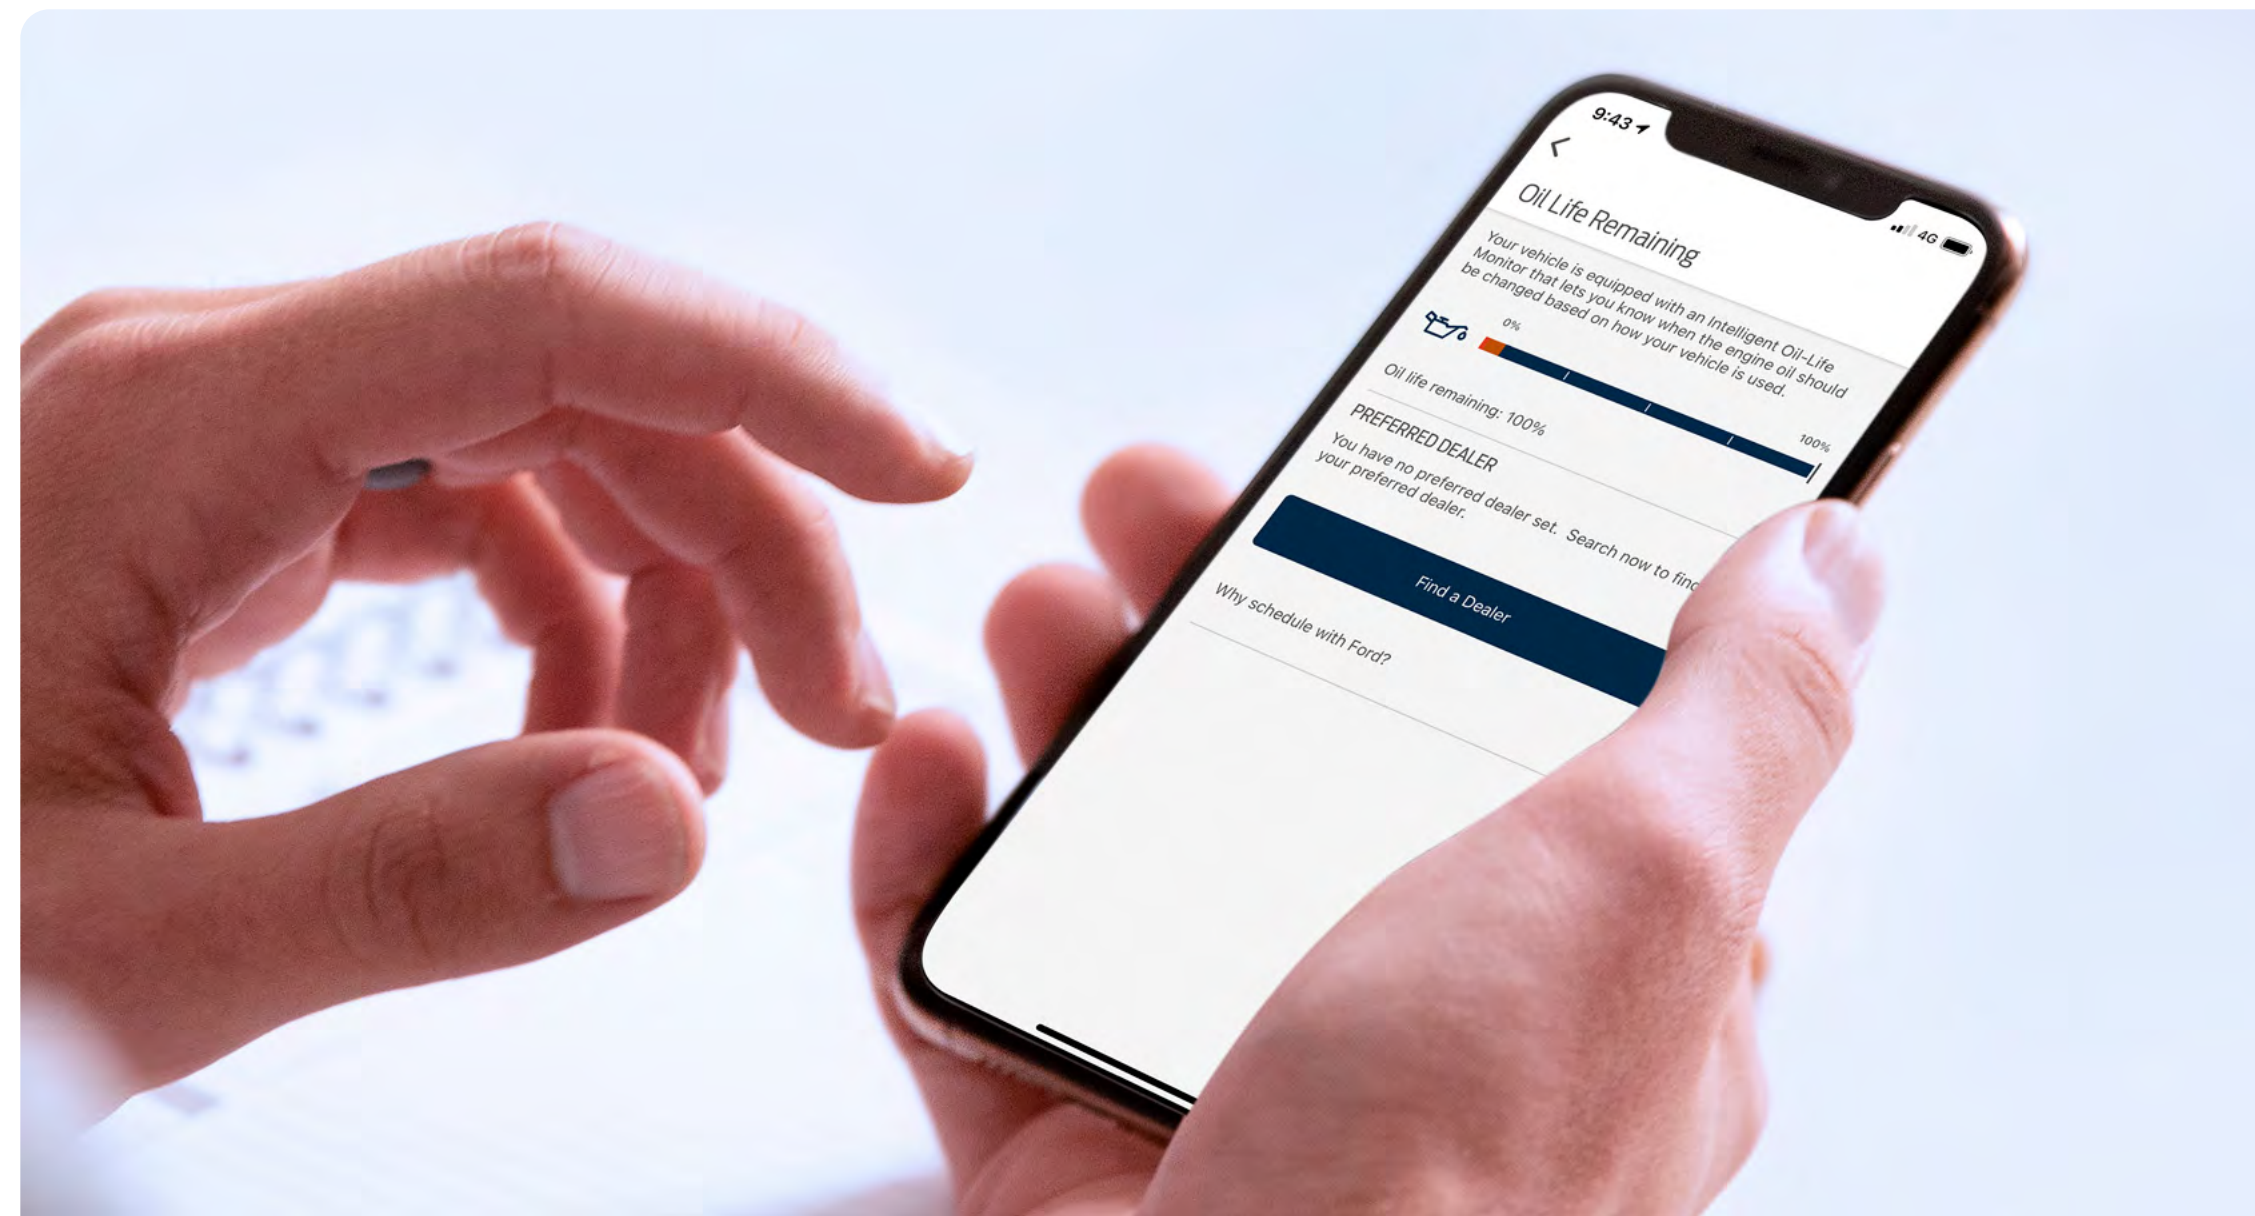 9:43
4G
Oil Life Remaining
Your vehicle is equipped with an Intelligent Oil-Life
Monitor that lets you know when the engine oil should
be changed based on how your vehicle is used.
0%
100%
Oil life remaining: 100%
PREFERRED DEALER
You have no preferred dealer set. Search now to find
your preferred dealer.
Find a Dealer
Why schedule with Ford?